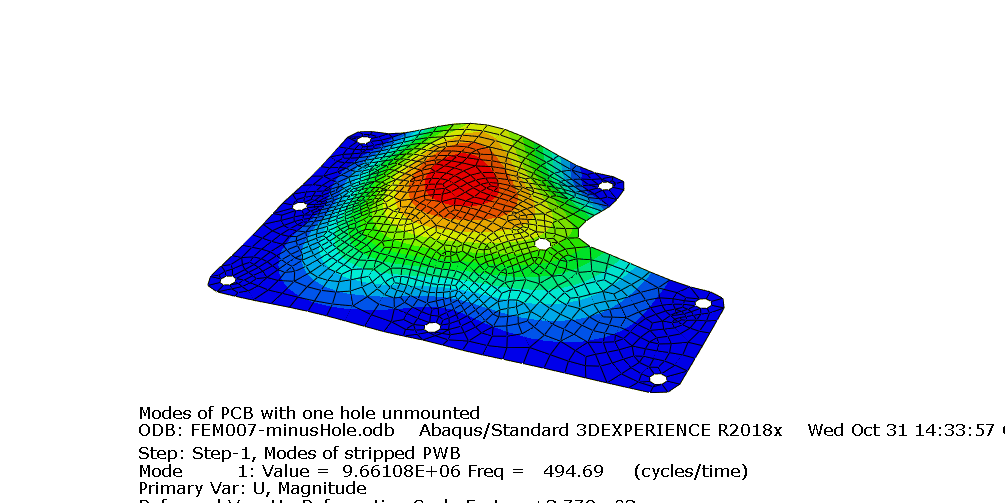 Modes of PCB with one hole unmounted
ODB: FEM007-minusHole.odb    Abaqus/Standard 3DEXPERIENCE R2018x    Wed Oct 31 14:33:57
Step: Step-1, Modes of stripped PWB
Mode         1: Value =  9.66108E+06 Freq =   494.69     (cycles/time)
Primary Var: U, Magnitude